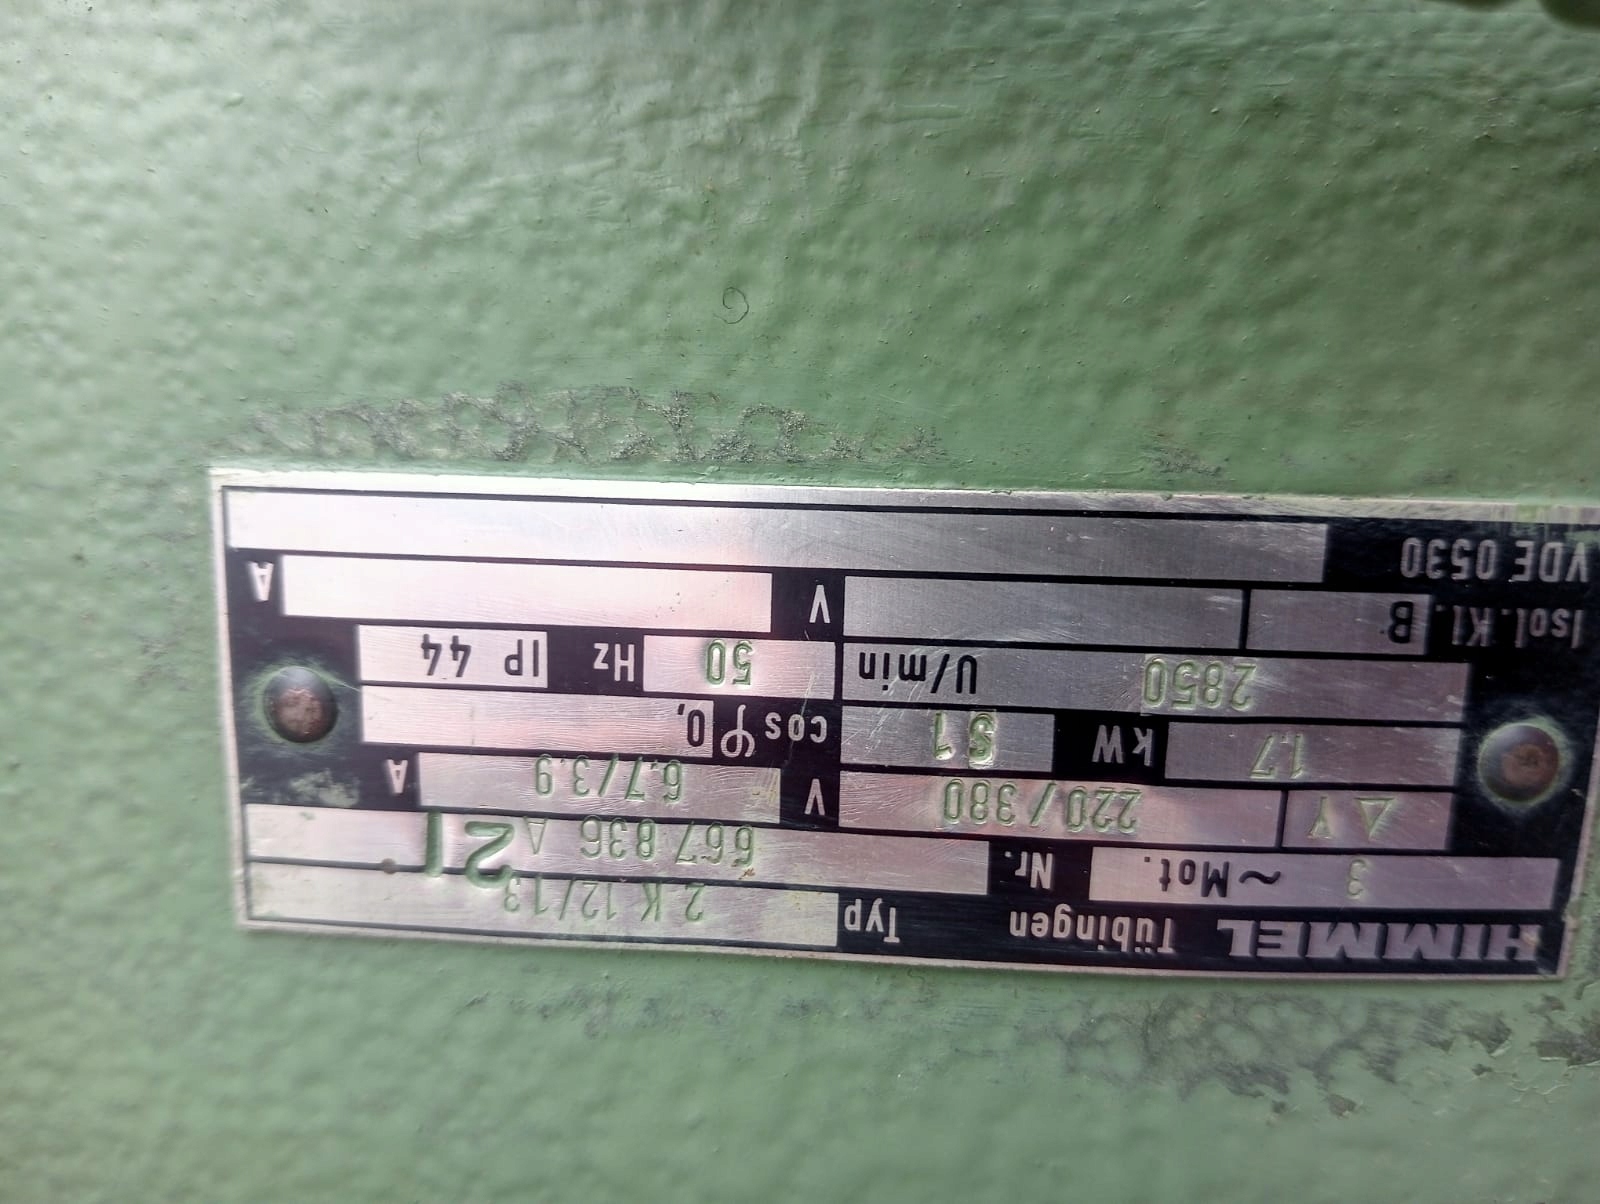 HIMMEL Tübingen Typ 2 K 12/13
3 ~Mot. Nr. 667 836 A 21
△ Y 220/380 V 6.7/3.9 A
1,7 kW S1 cos φ 0,
2850 U/min 50 Hz IP 44
Isol. Kl. B V A
VDE 0530